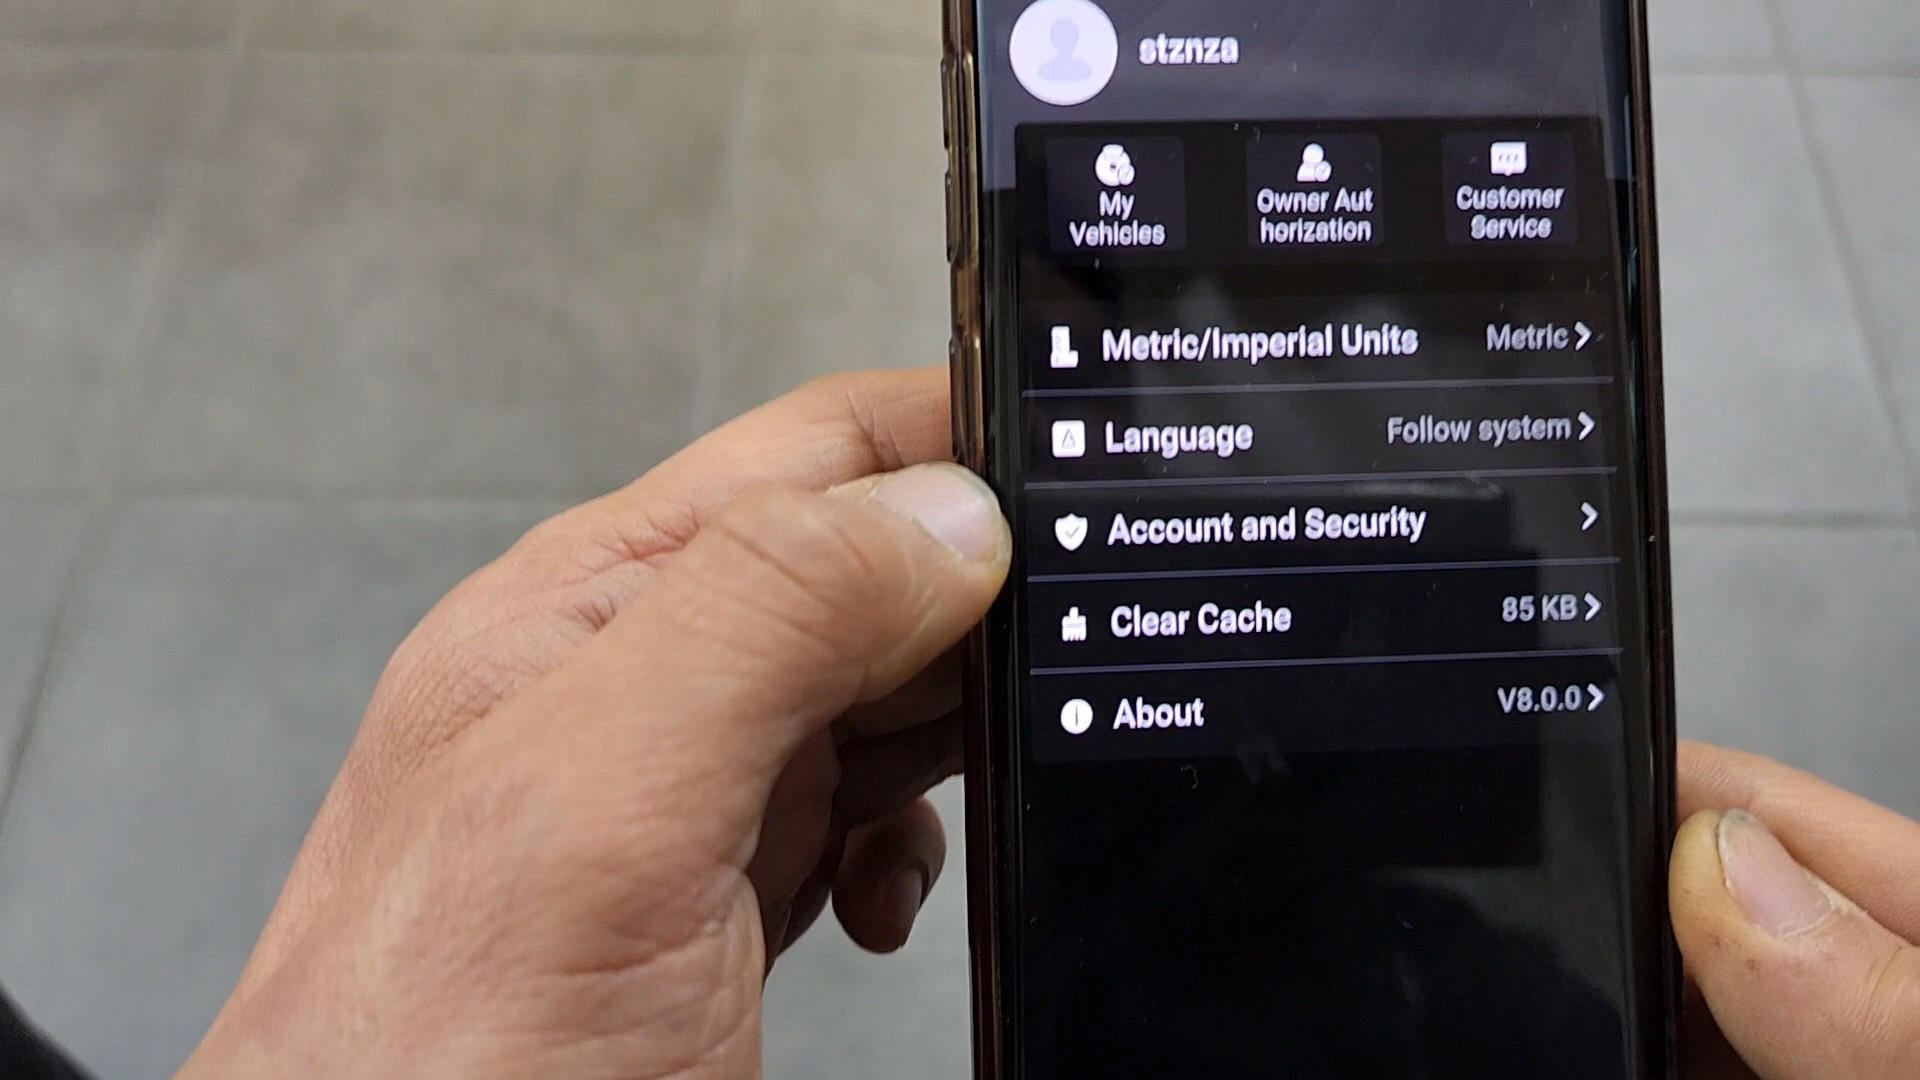 stznza
My
Vehicles
Owner Aut
horization
Customer
Service
Metric/Imperial Units Metric
Language Follow system
Account and Security
Clear Cache 85 KB
About V8.0.0